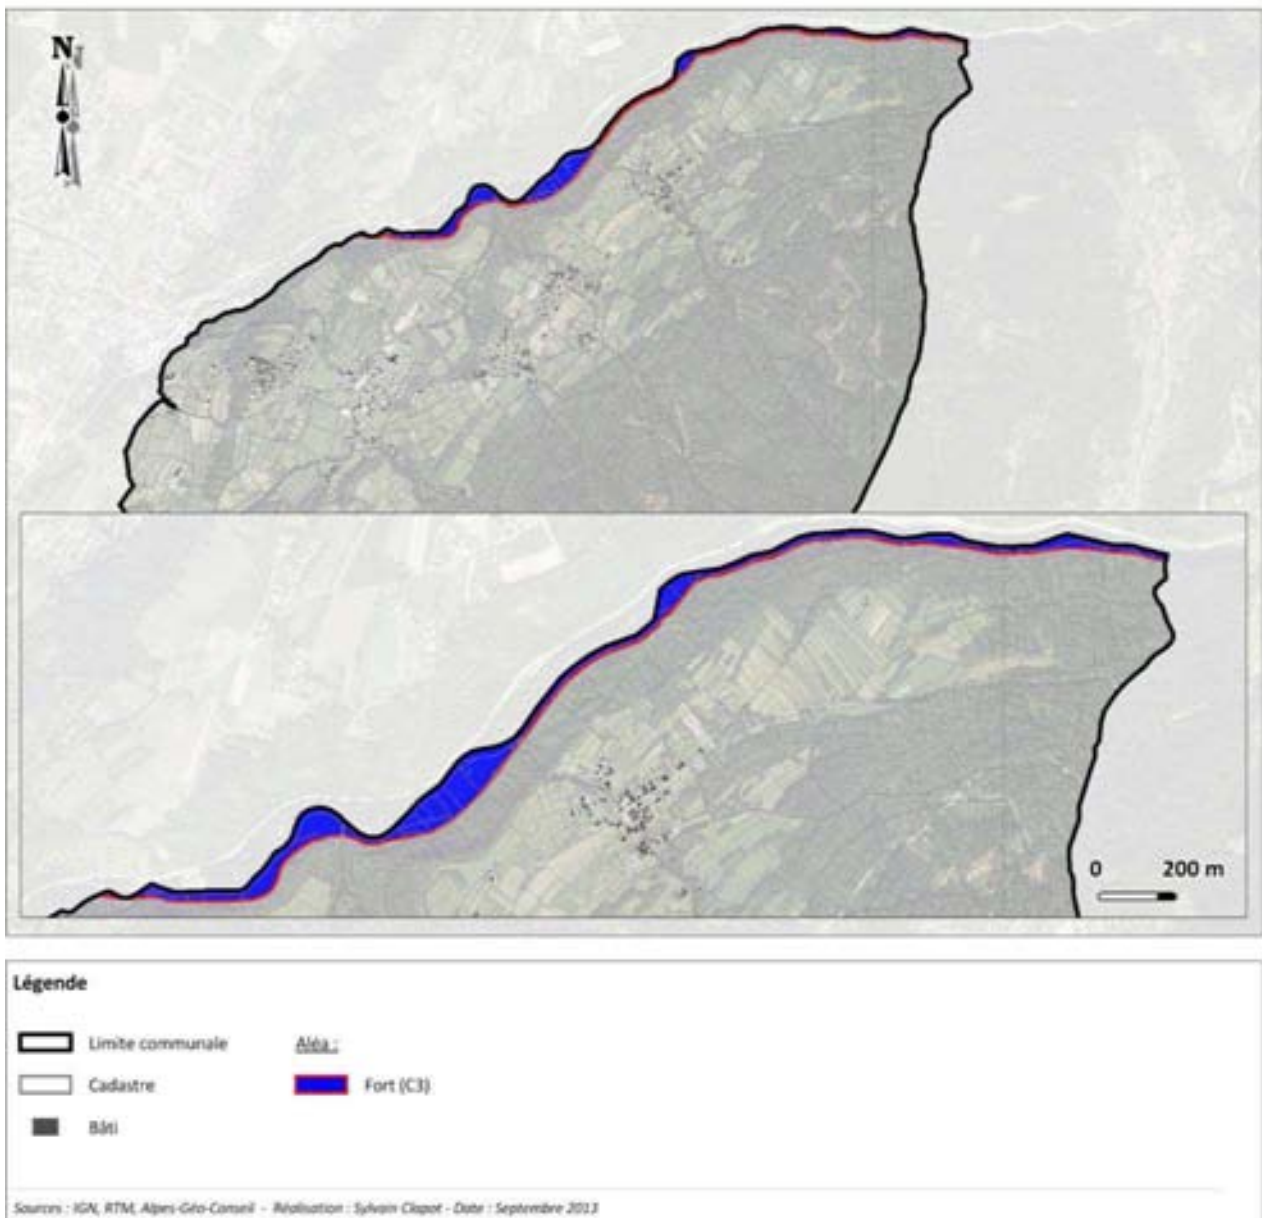 N
0 200 m
Légende
Limite communale
Aléa :
Cadastre
Fort (C3)
Bâti
Sources : IGN, RTM, Alpes-Géo-Conseil - Réalisation : Sylvain Clapot - Date : Septembre 2013